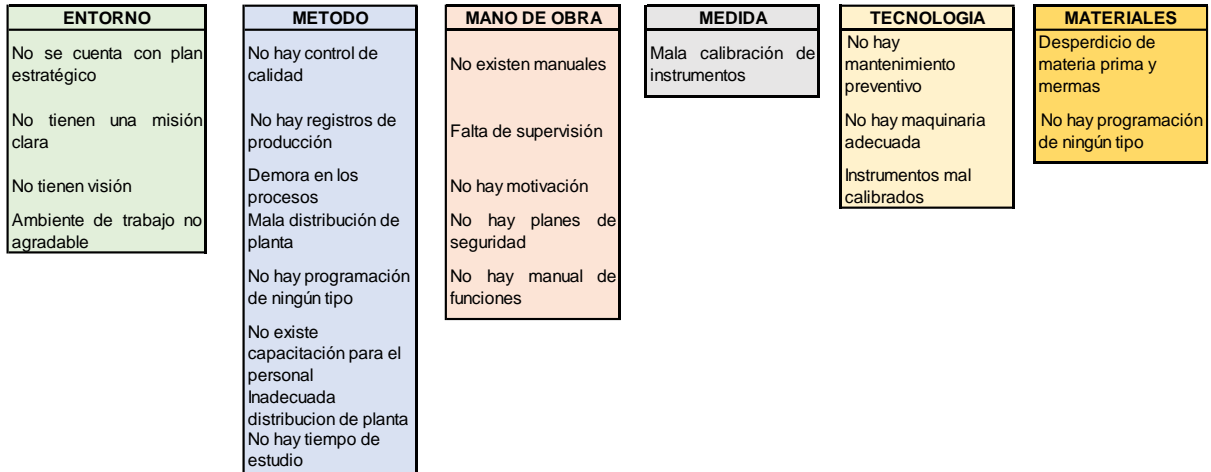 ENTORNO
No se cuenta con plan
estratégico
No tienen una misión
clara
No tienen visión
Ambiente de trabajo no
agradable
METODO
No hay control de
calidad
No hay registros de
producción
Demora en los
procesos
Mala distribución de
planta
No hay programación
de ningún tipo
No existe
capacitación para el
personal
Inadecuada
distribucion de planta
No hay tiempo de
estudio
MANO DE OBRA
No existen manuales
Falta de supervisión
No hay motivación
No hay planes de
seguridad
No hay manual de
funciones
MEDIDA
Mala calibración de
instrumentos
TECNOLOGIA
No hay
mantenimiento
preventivo
No hay maquinaria
adecuada
Instrumentos mal
calibrados
MATERIALES
Desperdicio de
materia prima y
mermas
No hay programación
de ningún tipo